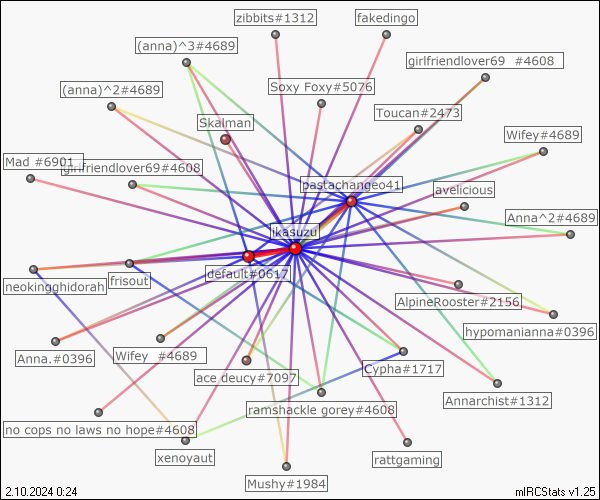 zibbits#1312
fakedingo
(anna)^3#4689
girlfriendlover69 #4608
(anna)^2#4689
Soxy Foxy#5076
Toucan#2473
Skalman
Wifey#4689
Mad #6901
girlfriendlover69#4608
pastachangeo41
avelicious
Anna^2#4689
ikasuzu
default#0617
neokingghidorah
frisout
AlpineRooster#2156
hypomanianna#0396
Anna.#0396
Wifey #4689
ace deucy#7097
Cypha#1717
Annarchist#1312
ramshackle gorey#4608
no cops no laws no hope#4608
xenoyaut
rattgaming
Mushy#1984
2.10.2024 0:24
mIRCStats v1.25